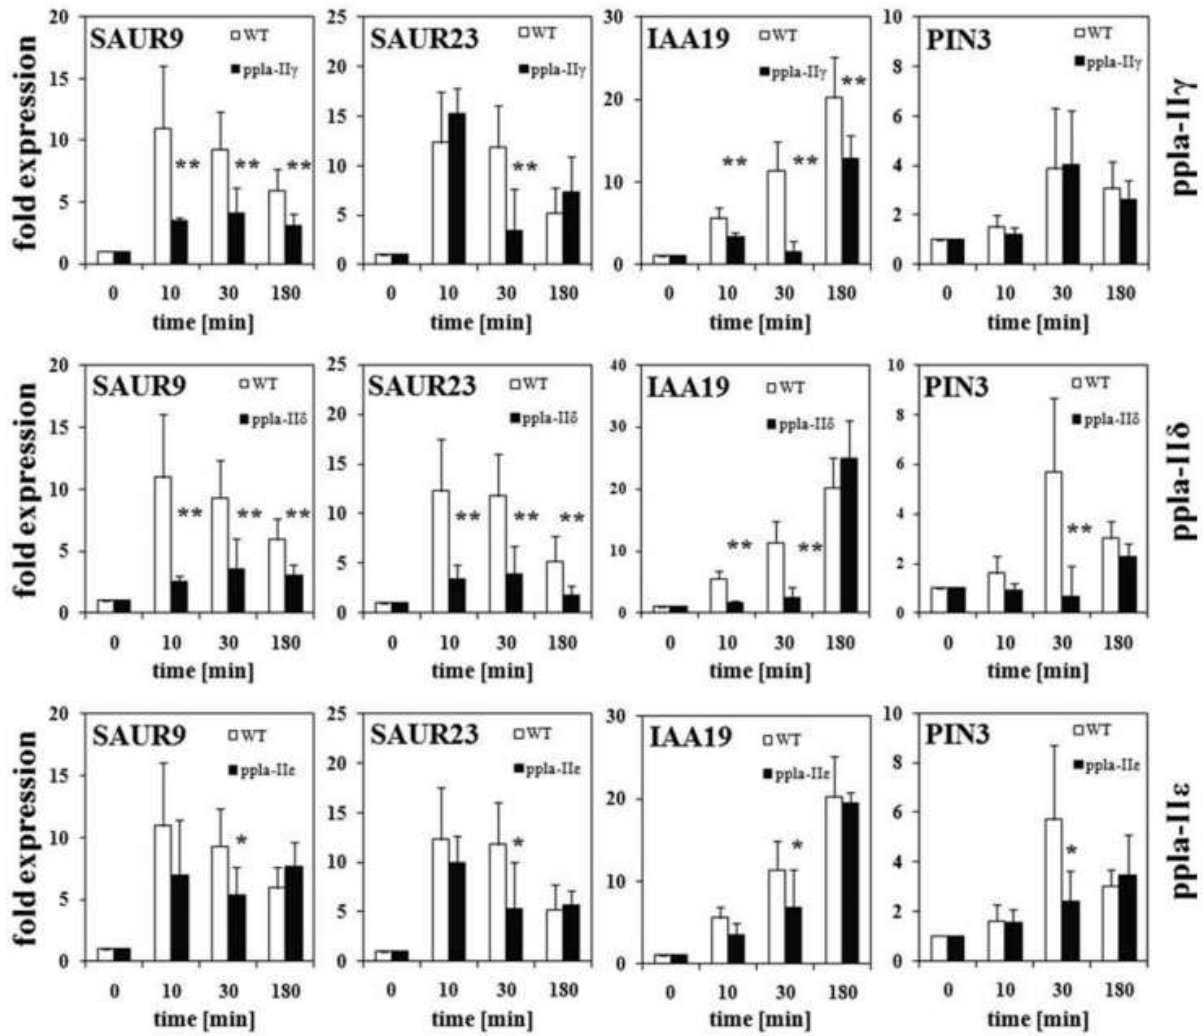 SAUR9
WT
ppla-IIγ
fold expression
20
15
10
5
0
**
**
**
0 10 30 180
time [min]
SAUR23
WT
ppla-IIγ
25
20
15
10
5
0
**
0 10 30 180
time [min]
IAA19
WT
ppla-IIγ
30
20
10
0
**
**
**
0 10 30 180
time [min]
PIN3
WT
ppla-IIγ
10
8
6
4
2
0
0 10 30 180
time [min]
ppla-IIγ
SAUR9
WT
ppla-IIδ
fold expression
20
15
10
5
0
**
**
**
0 10 30 180
time [min]
SAUR23
WT
ppla-IIδ
25
20
15
10
5
0
**
**
**
0 10 30 180
time [min]
IAA19
WT
ppla-IIδ
40
30
20
10
0
**
**
0 10 30 180
time [min]
PIN3
WT
ppla-IIδ
10
8
6
4
2
0
**
0 10 30 180
time [min]
ppla-IIδ
SAUR9
WT
ppla-IIε
fold expression
20
15
10
5
0
*
0 10 30 180
time [min]
SAUR23
WT
ppla-IIε
25
20
15
10
5
0
*
0 10 30 180
time [min]
IAA19
WT
ppla-IIε
30
20
10
0
*
0 10 30 180
time [min]
PIN3
WT
ppla-IIε
10
8
6
4
2
0
*
0 10 30 180
time [min]
ppla-IIε